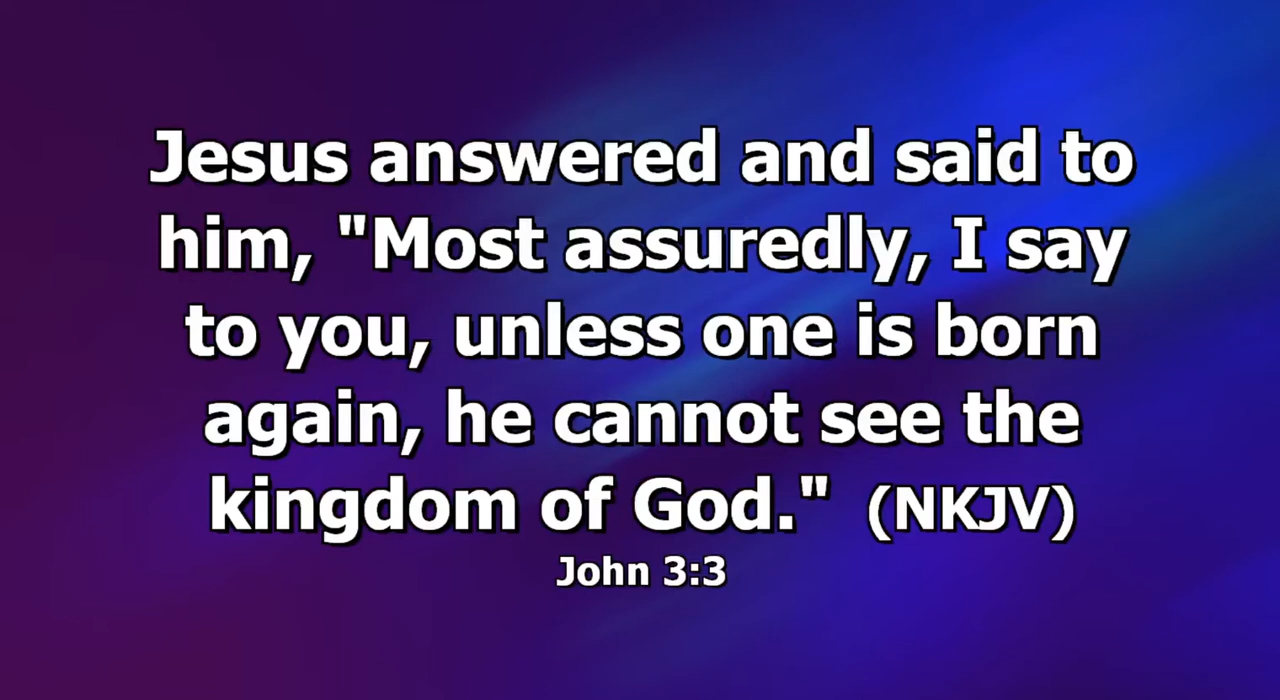 Jesus answered and said to
him, "Most assuredly, I say
to you, unless one is born
again, he cannot see the
kingdom of God." (NKJV)
John 3:3